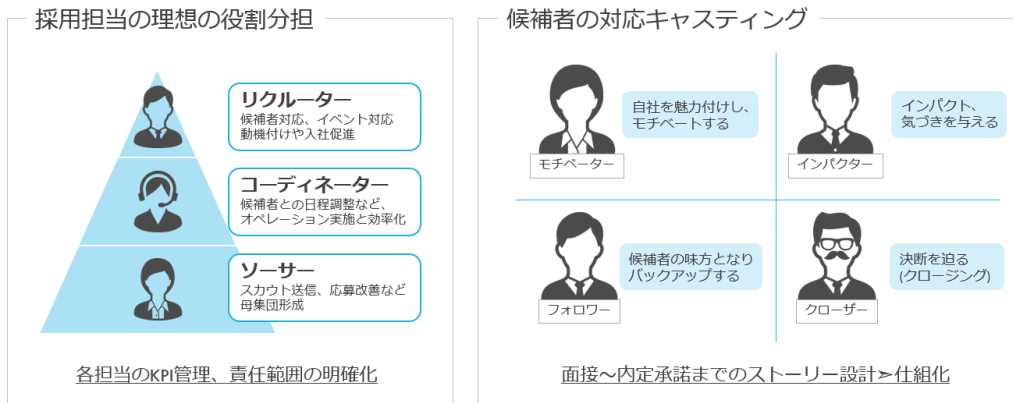 採用担当の理想の役割分担
リクルーター
候補者対応、イベント対応
動機付けや入社促進
コーディネーター
候補者との日程調整など、
オペレーション実施と効率化
ソーサー
スカウト送信、応募改善など
母集団形成
各担当のKPI管理、責任範囲の明確化
候補者の対応キャスティング
自社を魅力付けし、
モチベートする
モチベーター
インパクト、
気づきを与える
インパクター
候補者の味方となり
バックアップする
フォロワー
決断を迫る
(クロージング)
クローザー
面接～内定承諾までのストーリー設計➣仕組化